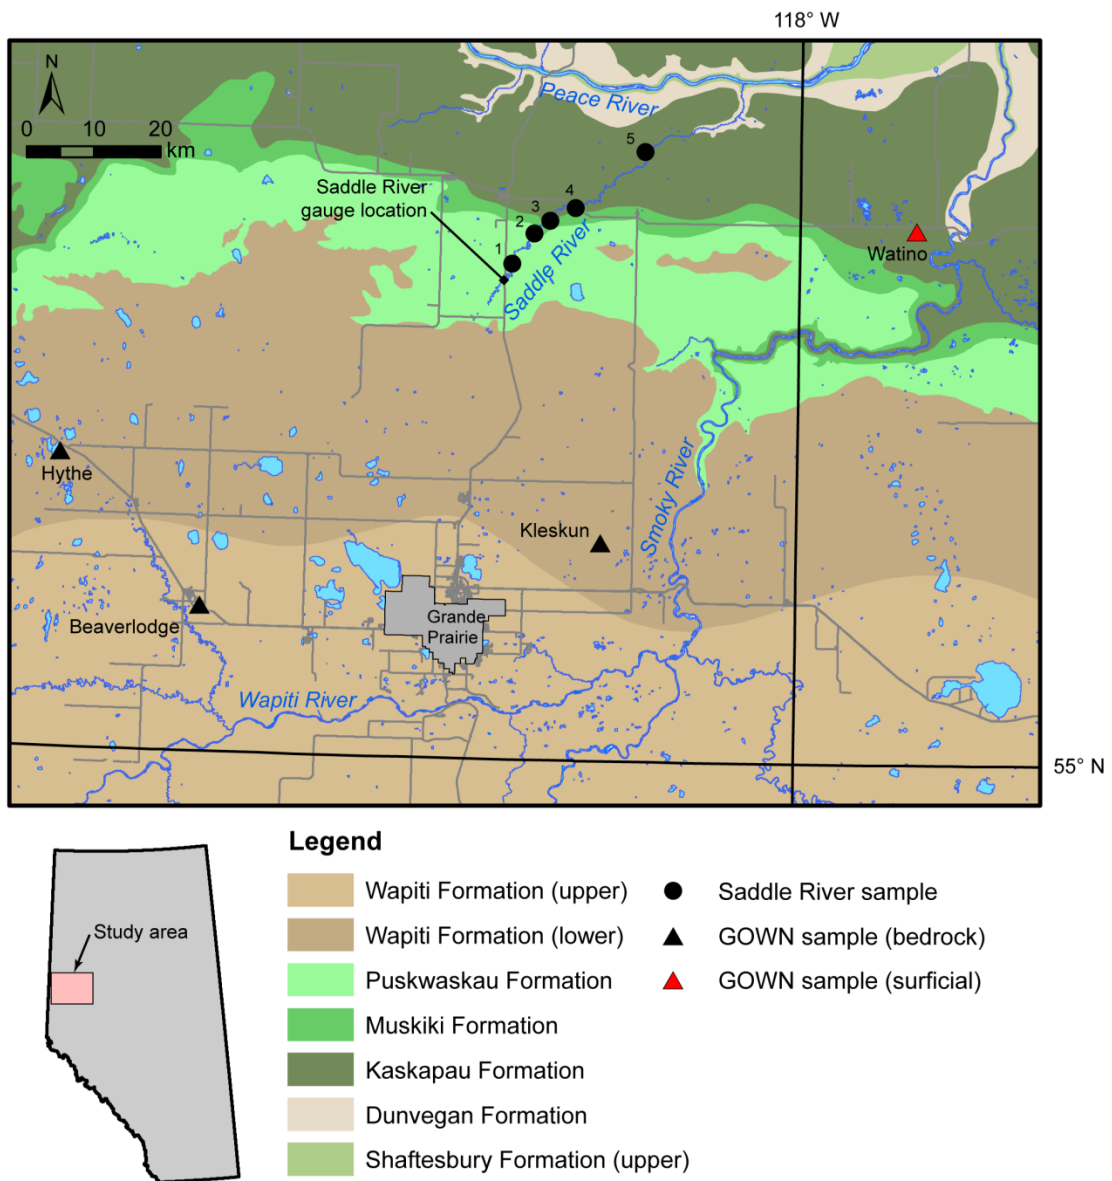 118° W
N
0 10 20
km
Peace River
5
Saddle River
gauge location
4
3
2
1
Saddle River
Watino
Hythe
Smoky River
Kleskun
Beaverlodge
Grande
Prairie
Wapiti River
55° N
Study area
Legend
Wapiti Formation (upper)
Wapiti Formation (lower)
Puskwaskau Formation
Muskiki Formation
Kaskapau Formation
Dunvegan Formation
Shaftesbury Formation (upper)
Saddle River sample
GOWN sample (bedrock)
GOWN sample (surficial)